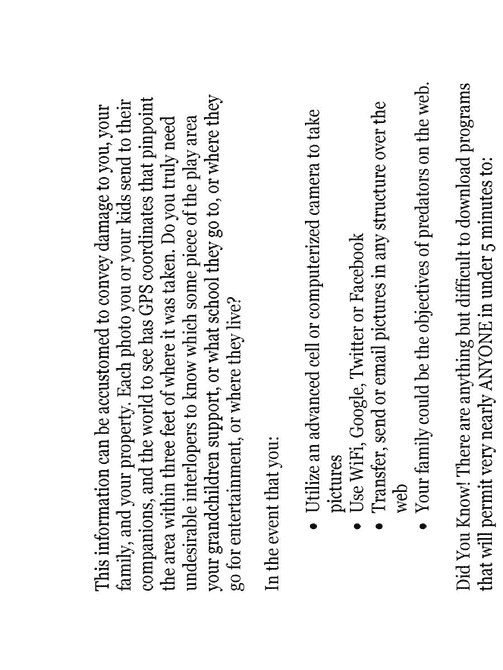 This information can be accustomed to convey damage to you, your
family, and your property. Each photo you or your kids send to their
companions, and the world to see has GPS coordinates that pinpoint
the area within three feet of where it was taken. Do you truly need
undesirable interlopers to know which some piece of the play area
your grandchildren support, or what school they go to, or where they
go for entertainment, or where they live?
In the event that you:
• Utilize an advanced cell or computerized camera to take
pictures
• Use WiFi, Google, Twitter or Facebook
• Transfer, send or email pictures in any structure over the
web
• Your family could be the objectives of predators on the web.
Did You Know! There are anything but difficult to download programs
that will permit very nearly ANYONE in under 5 minutes to: